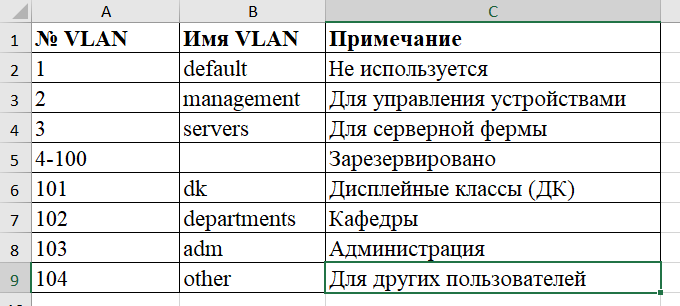 A B C
1 № VLAN Имя VLAN Примечание
2 1 default Не используется
3 2 management Для управления устройствами
4 3 servers Для серверной фермы
5 4-100 Зарезервировано
6 101 dk Дисплейные классы (ДК)
7 102 departments Кафедры
8 103 adm Администрация
9 104 other Для других пользователей